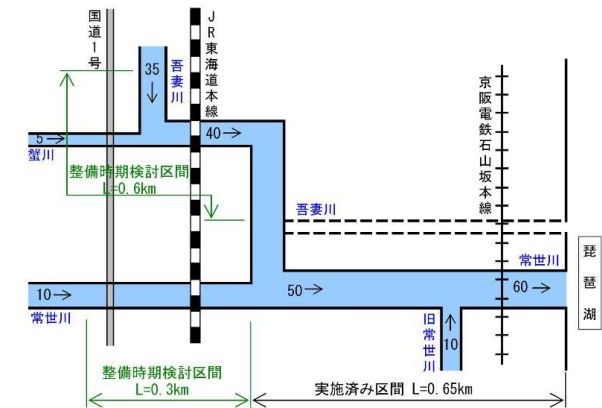 国道1号
JR東海道本線
35
吾妻川
京阪電鉄石山坂本線
5→
40→
蟹川
整備時期検討区間
L=0.6km
吾妻川
琵琶湖
常世川
10→
50→
60→
常世川
旧常世川
10
整備時期検討区間
L=0.3km
実施済み区間 L=0.65km